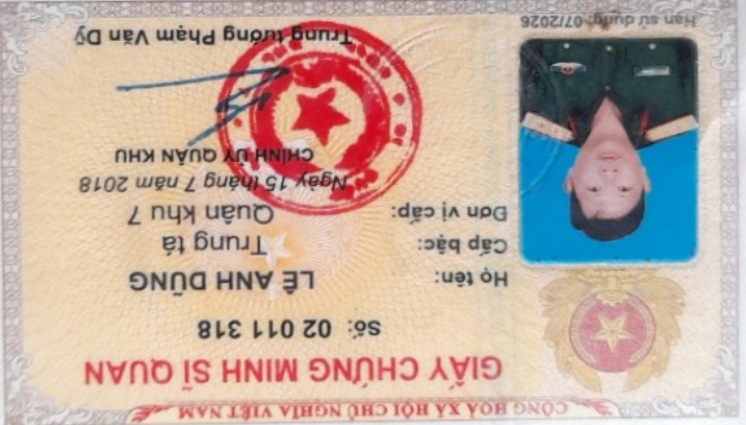 CỘNG HOÀ XÃ HỘI CHỦ NGHĨA VIỆT NAM
GIẤY CHỨNG MINH SĨ QUAN
Số: 02 011 318
Họ tên: LÊ ANH DŨNG
Cấp bậc: Trung tá
Đơn vị cấp: Quân khu 7
Ngày 15 tháng 7 năm 2018
CHÍNH ỦY QUÂN KHU
Trung tướng Phạm Văn Dỹ
Hạn sử dụng: 07/2026